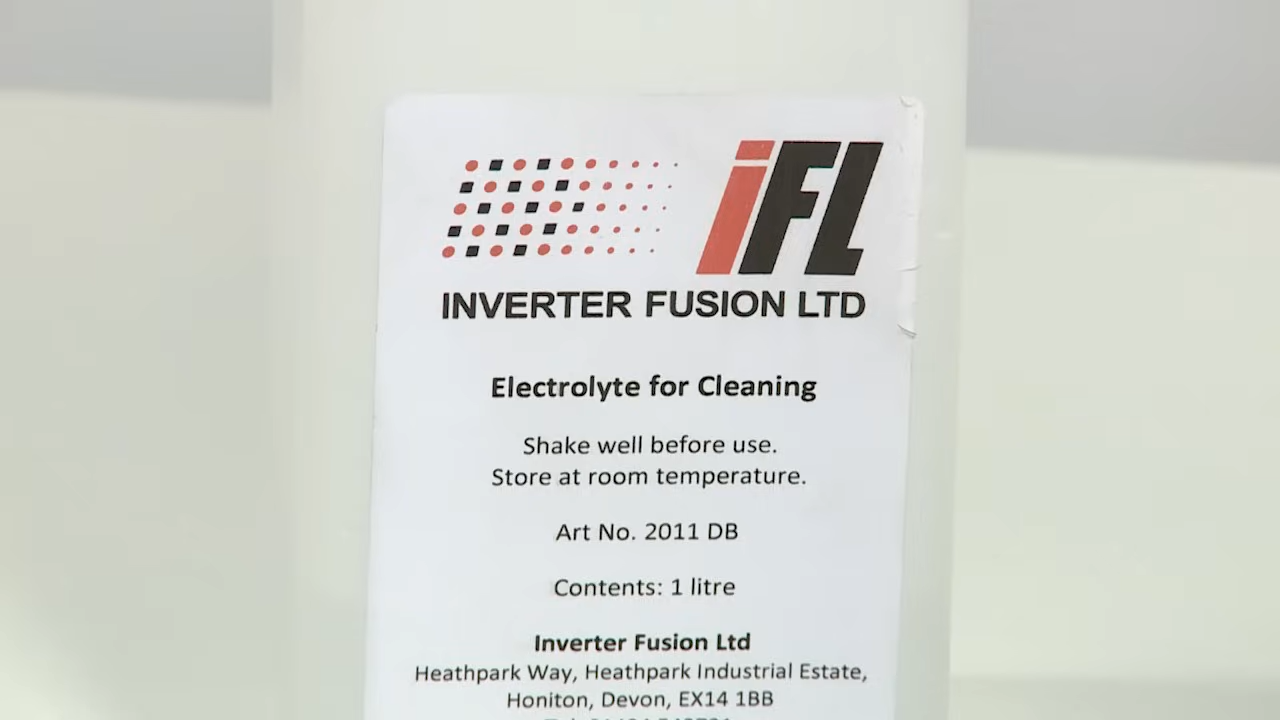 iFL
INVERTER FUSION LTD
Electrolyte for Cleaning
Shake well before use.
Store at room temperature.
Art No. 2011 DB
Contents: 1 litre
Inverter Fusion Ltd
Heathpark Way, Heathpark Industrial Estate,
Honiton, Devon, EX14 1BB